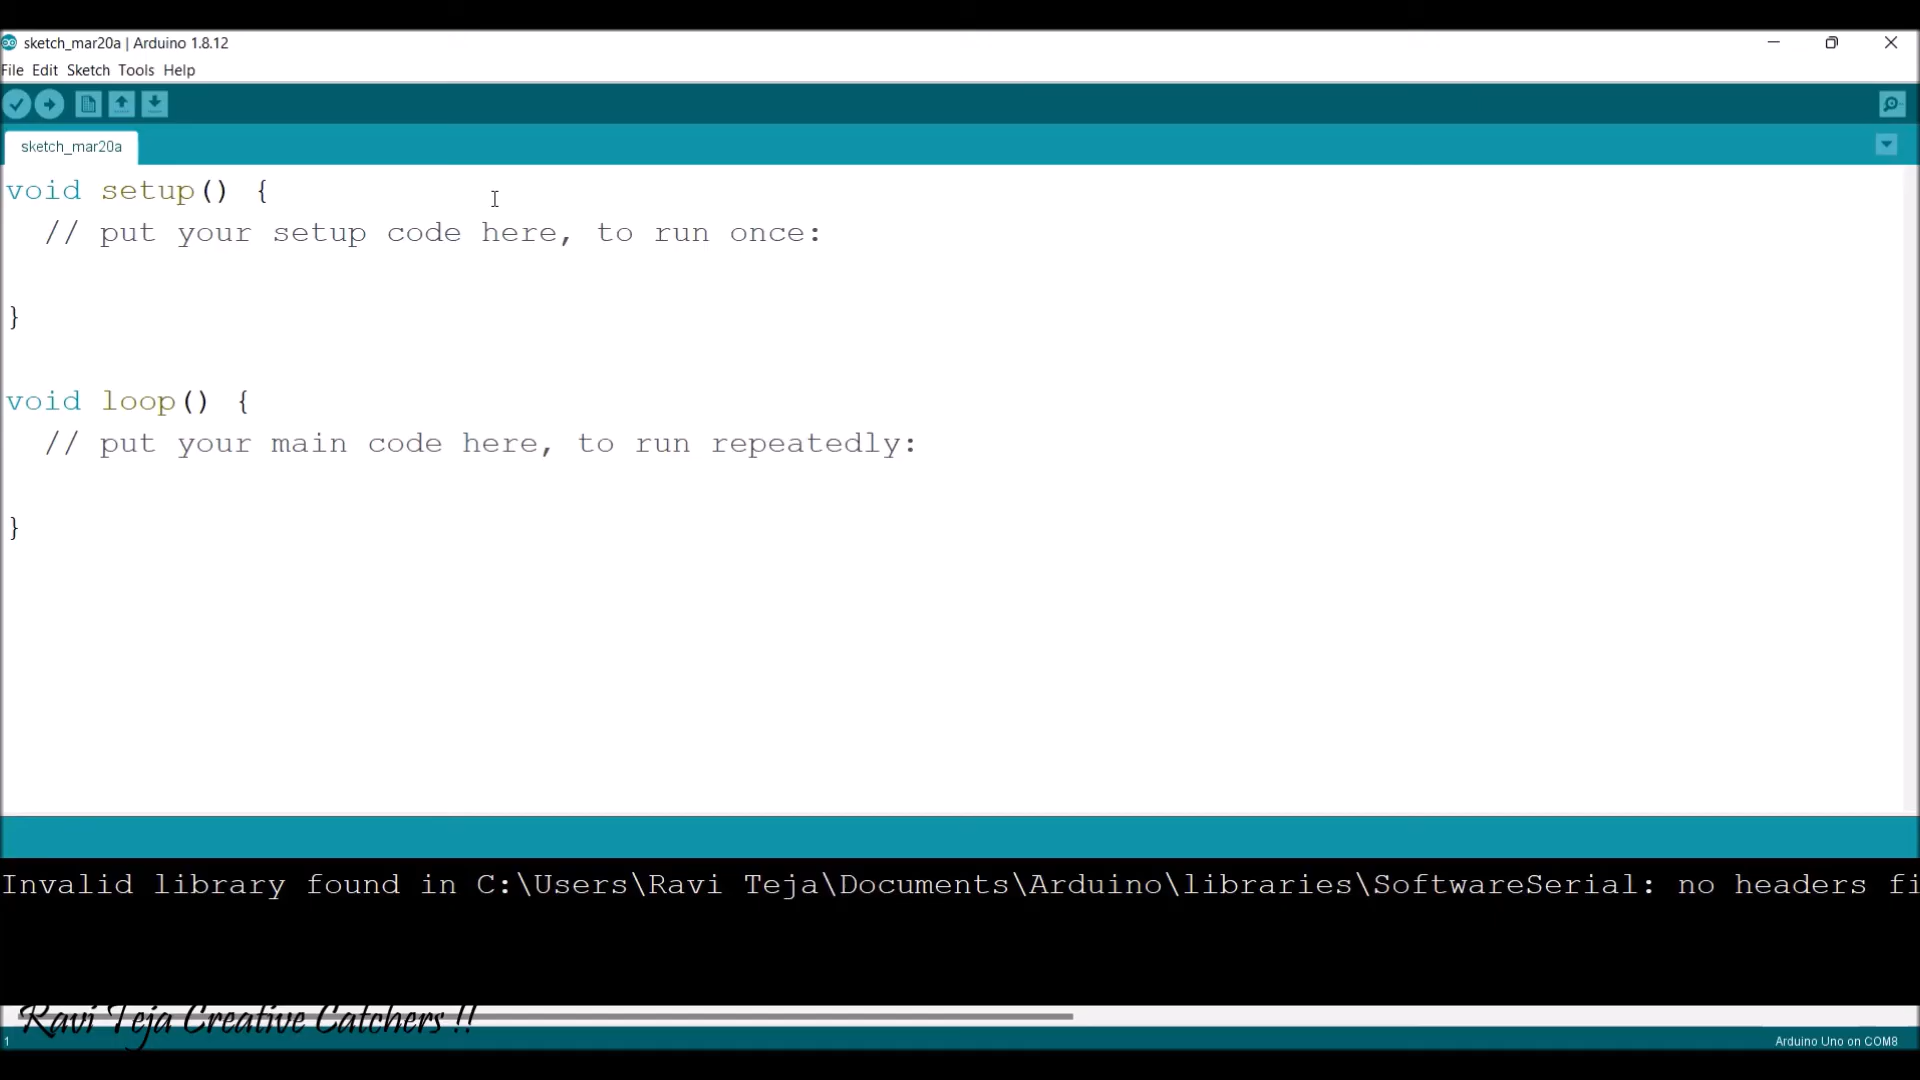 sketch_mar20a | Arduino 1.8.12
File Edit Sketch Tools Help
sketch_mar20a
void setup() {
// put your setup code here, to run once:
}
void loop() {
// put your main code here, to run repeatedly:
}
Invalid library found in C:\Users\Ravi Teja\Documents\Arduino\libraries\SoftwareSerial: no headers fi
Ravi Teja Creative Catchers !!
1
Arduino Uno on COM8